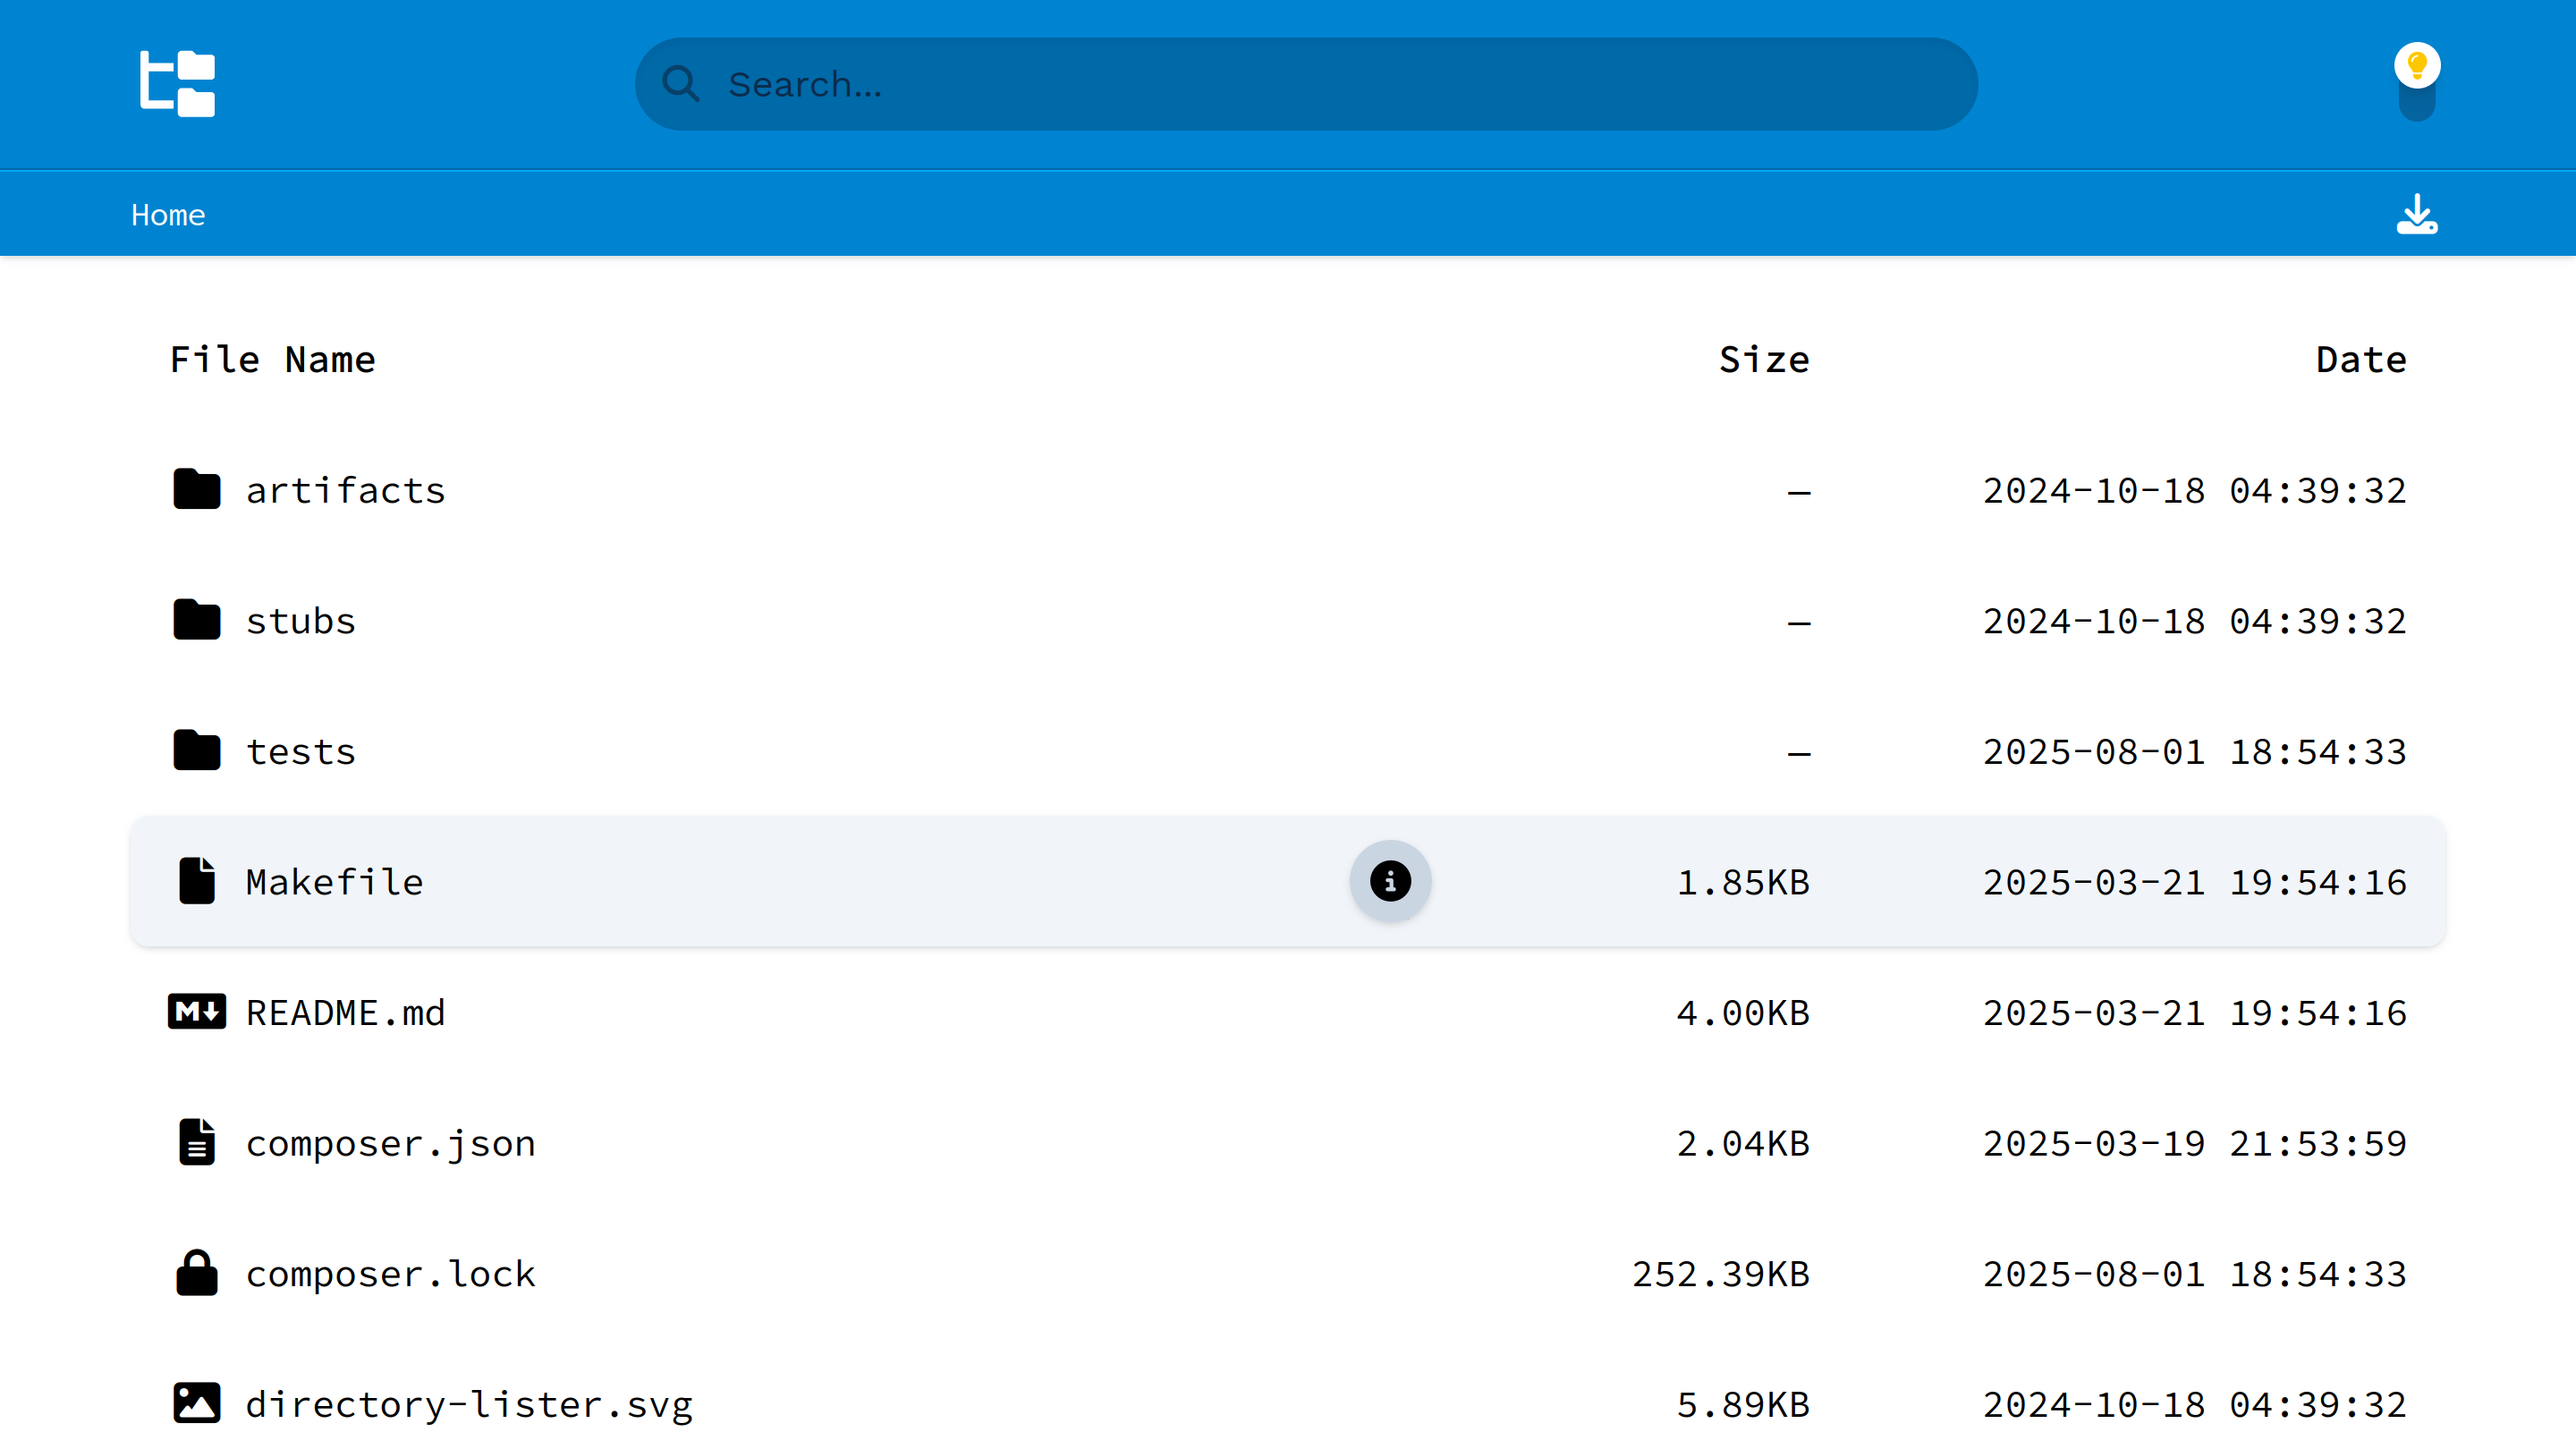 Search...
Home
File Name Size Date
artifacts — 2024-10-18 04:39:32
stubs — 2024-10-18 04:39:32
tests — 2025-08-01 18:54:33
Makefile 1.85KB 2025-03-21 19:54:16
README.md 4.00KB 2025-03-21 19:54:16
composer.json 2.04KB 2025-03-19 21:53:59
composer.lock 252.39KB 2025-08-01 18:54:33
directory-lister.svg 5.89KB 2024-10-18 04:39:32